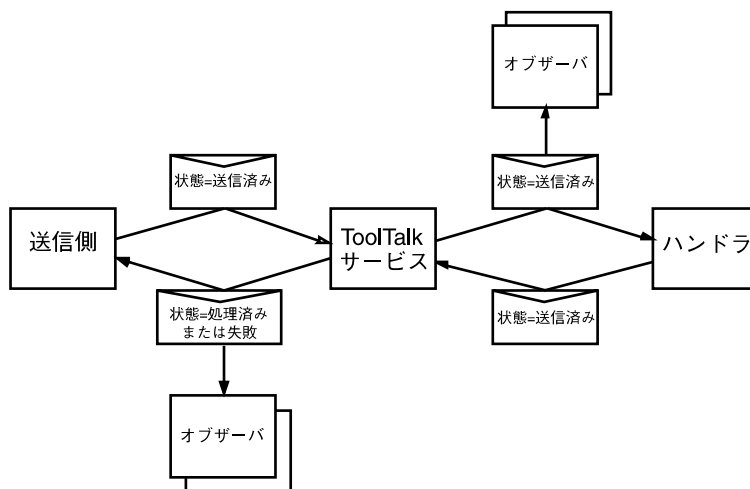 オブザーバ
状態=送信済み
状態=送信済み
送信側
ToolTalk
サービス
ハンドラ
状態=処理済み
または失敗
状態=送信済み
オブザーバ